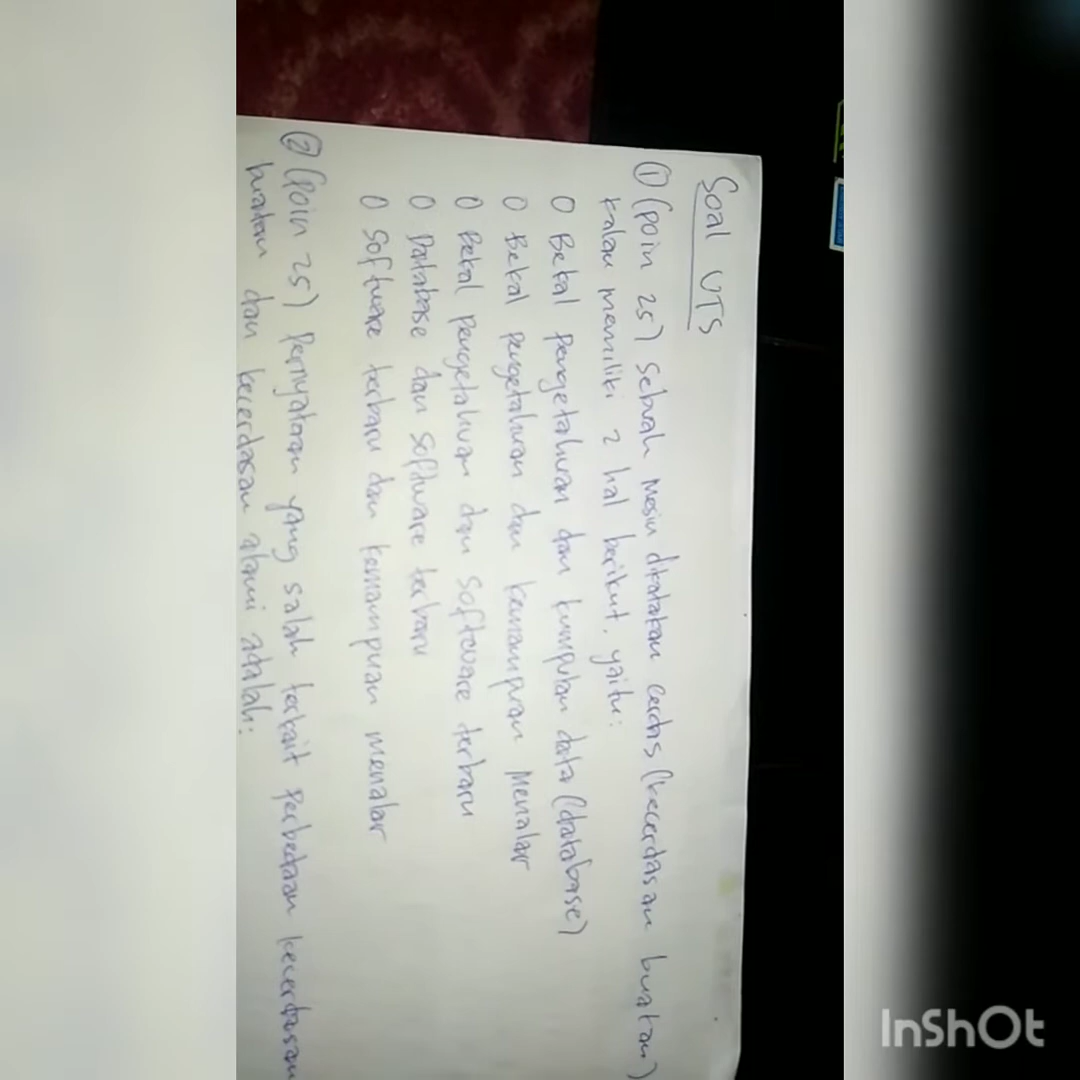 Soal UTS
① (poin 25) Sebuah mesin dikatakan cerdas (kecerdasan buatan)
kalau memiliki 2 hal berikut, yaitu:
O Bekal pengetahuan dan kumpulan data (database)
O Bekal pengetahuan dan kemampuan menalar
O Bekal pengetahuan dan software terbaru
O Database dan software terbaru
O Software terbaru dan kemampuan menalar
② (poin 25) Pernyataan yang salah terkait perbedaan kecerdasan
buatan dan kecerdasan alami adalah:
InShOt